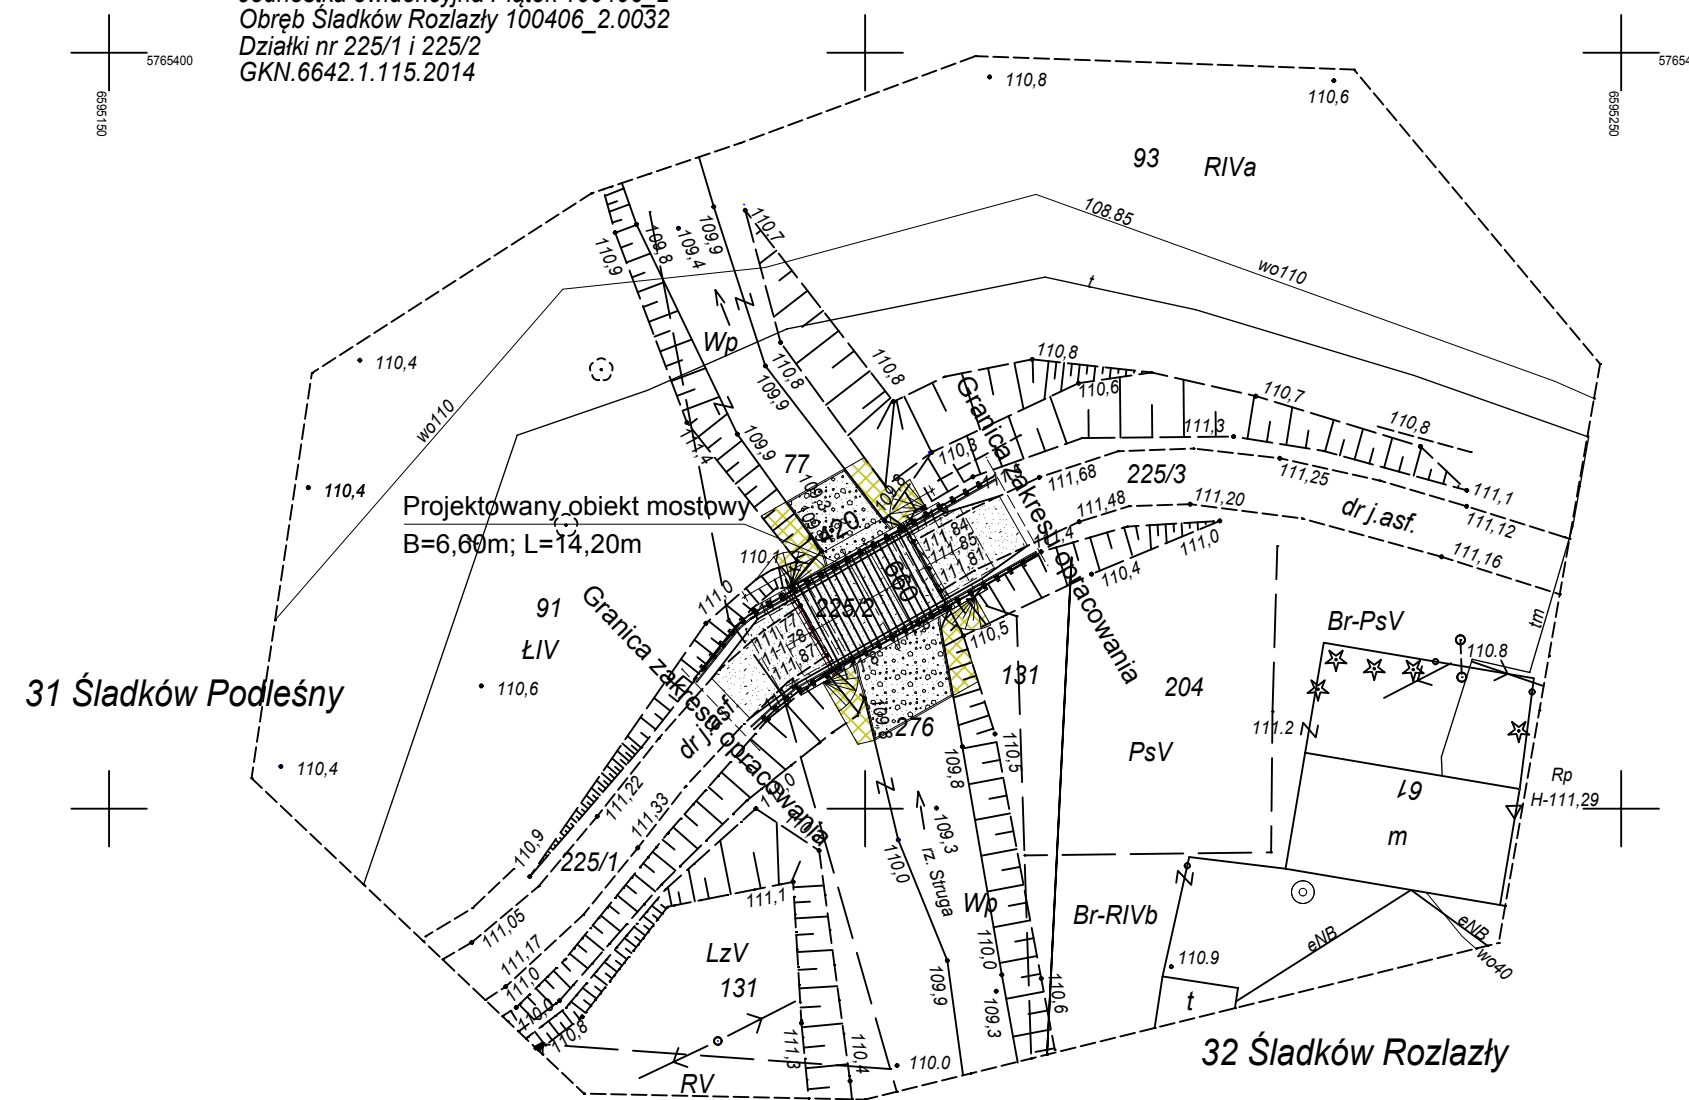 Obręb Śladków Rozlazły 100406_2.0032
Działki nr 225/1 i 225/2
GKN.6642.1.115.2014
5765400
6595150
6595250
110,8
110,6
93
RIVa
108.85
wo110
t
110,7
109,9
109,4
109,8
110,9
Wp
110,4
wo110
110,8
109,9
110,8
110,8
110,6
110,7
110,8
111,3
225/3
111,68
111,25
111,1
111,12
111,48
111,20
dr j.asf.
111,16
111,4
109,9
77
110,4
Granica zakresu opracowania
Projektowany obiekt mostowy
B=6,60m; L=14,20m
420
660
111,84
111,85
111,81
111,0
110,4
110,1
111,0
225/2
111,77
111,78
111,87
110,5
91
ŁIV
Granica zakresu opracowania
Br-PsV
tm
110.8
31 Śladków Podleśny
110,6
131
204
PsV
276
111.2
110,4
109,8
110,5
61
m
Rp
H-111,29
111,22
111,33
110,9
225/1
109,3
rz. Struga
110,0
111,1
Wp
Br-RIVb
111,05
111,17
111,0
LzV
131
110,0
109,9
109,3
110,6
110.9
eNB
eNB
wo40
t
110,8
111,3
110,4
110.0
RV
32 Śladków Rozlazły